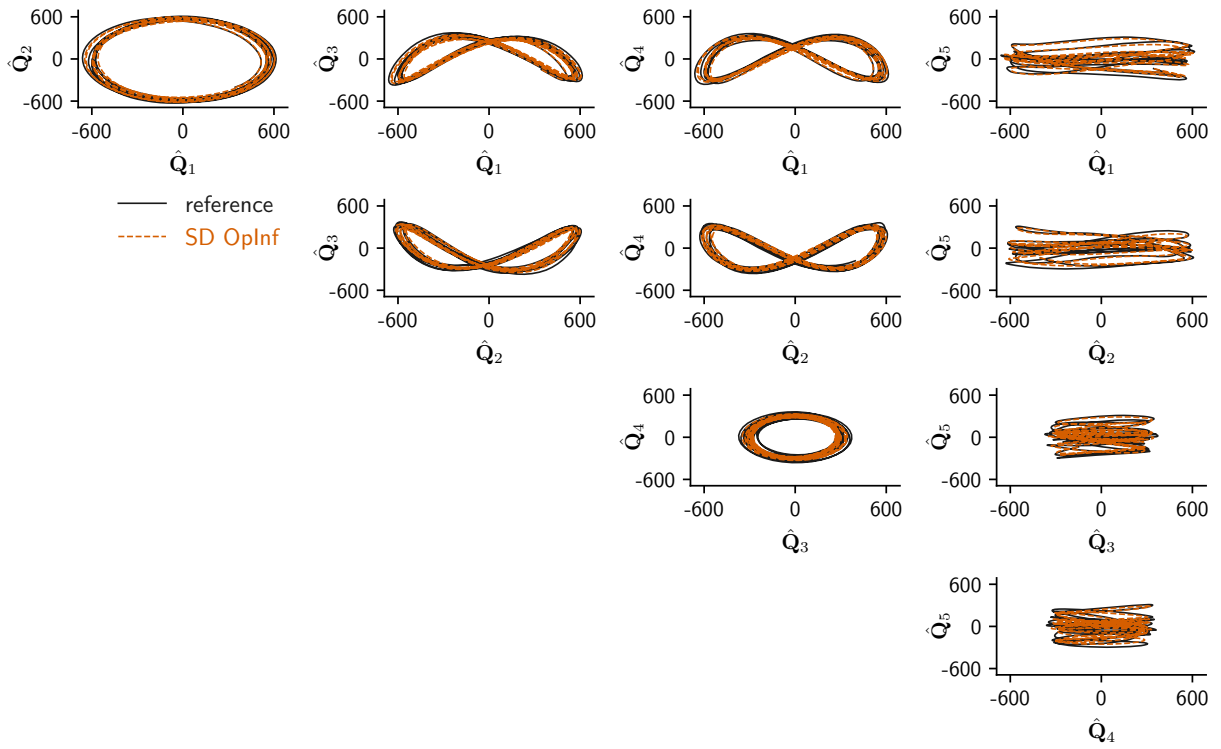 Q̂₂ 600 0 -600 -600 0 600 Q̂₁
Q̂₃ 600 0 -600 -600 0 600 Q̂₁
Q̂₄ 600 0 -600 -600 0 600 Q̂₁
Q̂₅ 600 0 -600 -600 0 600 Q̂₁
reference
SD OpInf
Q̂₃ 600 0 -600 -600 0 600 Q̂₂
Q̂₄ 600 0 -600 -600 0 600 Q̂₂
Q̂₅ 600 0 -600 -600 0 600 Q̂₂
Q̂₄ 600 0 -600 -600 0 600 Q̂₃
Q̂₅ 600 0 -600 -600 0 600 Q̂₃
Q̂₅ 600 0 -600 -600 0 600 Q̂₄